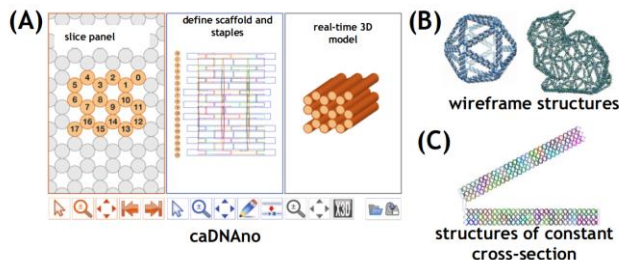 (A)
slice panel
define scaffold and
staples
real-time 3D
model
5 4 3 2 1 0
6 7 8 9 10 11
17 16 15 14 13 12
X3D
caDNAno
(B)
wireframe structures
(C)
structures of constant
cross-section